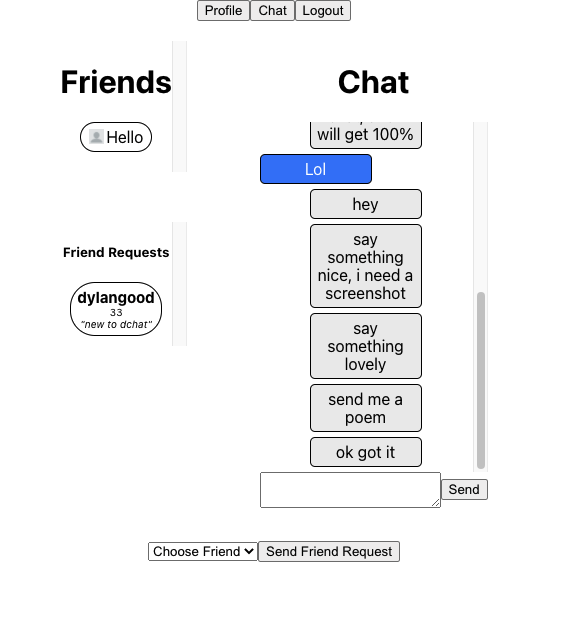 Profile Chat Logout
Friends
Hello
Friend Requests
dylangood
33
"new to dchat"
Chat
will get 100%
Lol
hey
say
something
nice, i need a
screenshot
say
something
lovely
send me a
poem
ok got it
Send
Choose Friend Send Friend Request